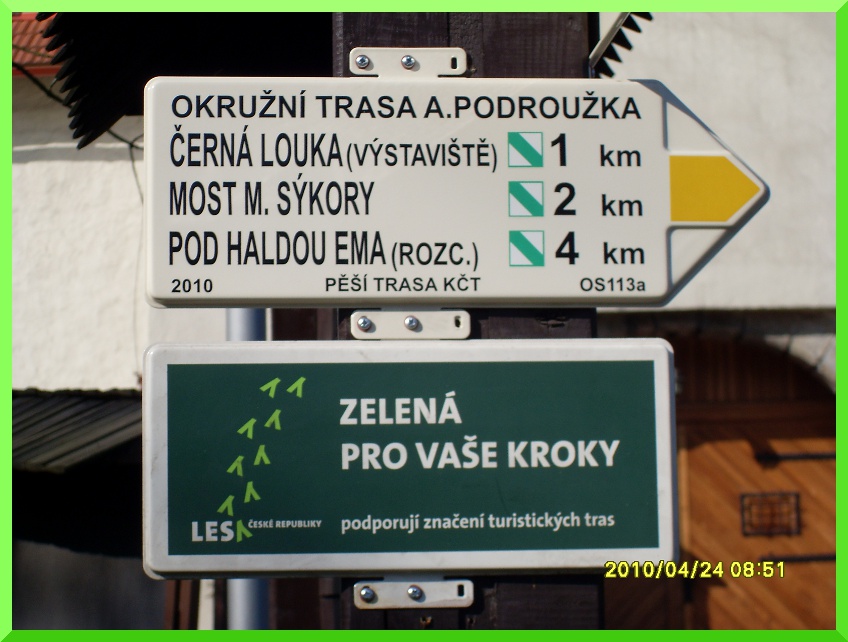 OKRUŽNÍ TRASA A.PODROUŽKA
ČERNÁ LOUKA (VÝSTAVIŠTĚ) 1 km
MOST M. SÝKORY 2 km
POD HALDOU EMA (ROZC.) 4 km
2010 PĚŠÍ TRASA KČT OS113a
ZELENÁ
PRO VAŠE KROKY
LESY ČESKÉ REPUBLIKY podporují značení turistických tras
2010/04/24 08:51